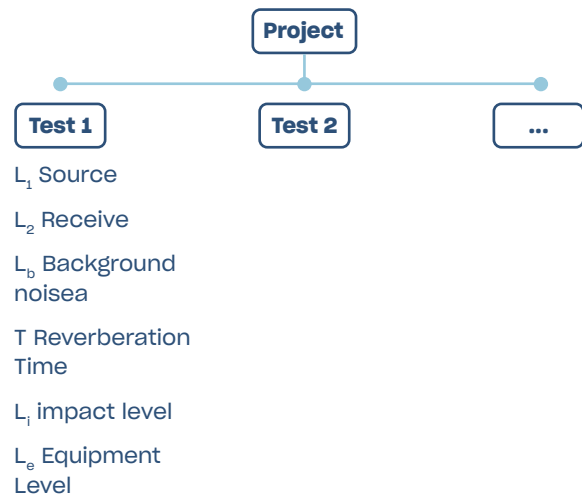 Project
Test 1
Test 2
...
L₁ Source
L₂ Receive
L_b Background
noisea
T Reverberation
Time
Lᵢ impact level
Lₑ Equipment
Level